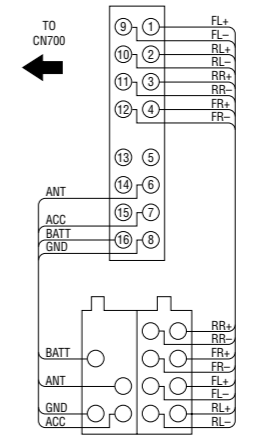 TO
CN700
9 1 FL+
FL–
10 2 RL+
RL–
11 3 RR+
RR–
12 4 FR+
FR–
13 5
14 6
ANT
15 7
ACC
BATT
16 8
GND
RR+
RR–
BATT
FR+
FR–
ANT
FL+
FL–
GND
RL+
ACC
RL–